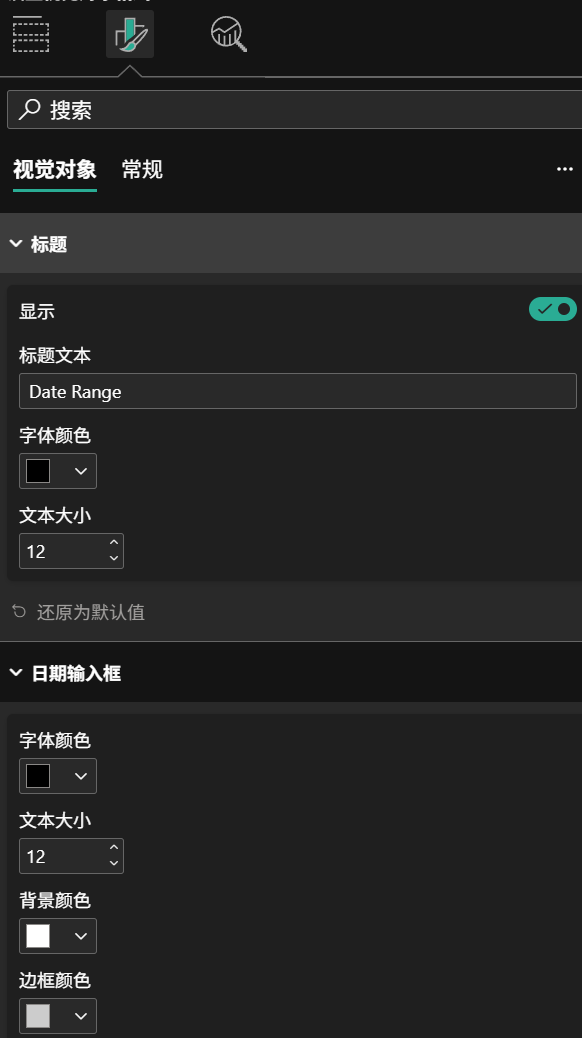 搜索
视觉对象 常规
标题
显示
标题文本
Date Range
字体颜色
文本大小
12
还原为默认值
日期输入框
字体颜色
文本大小
12
背景颜色
边框颜色